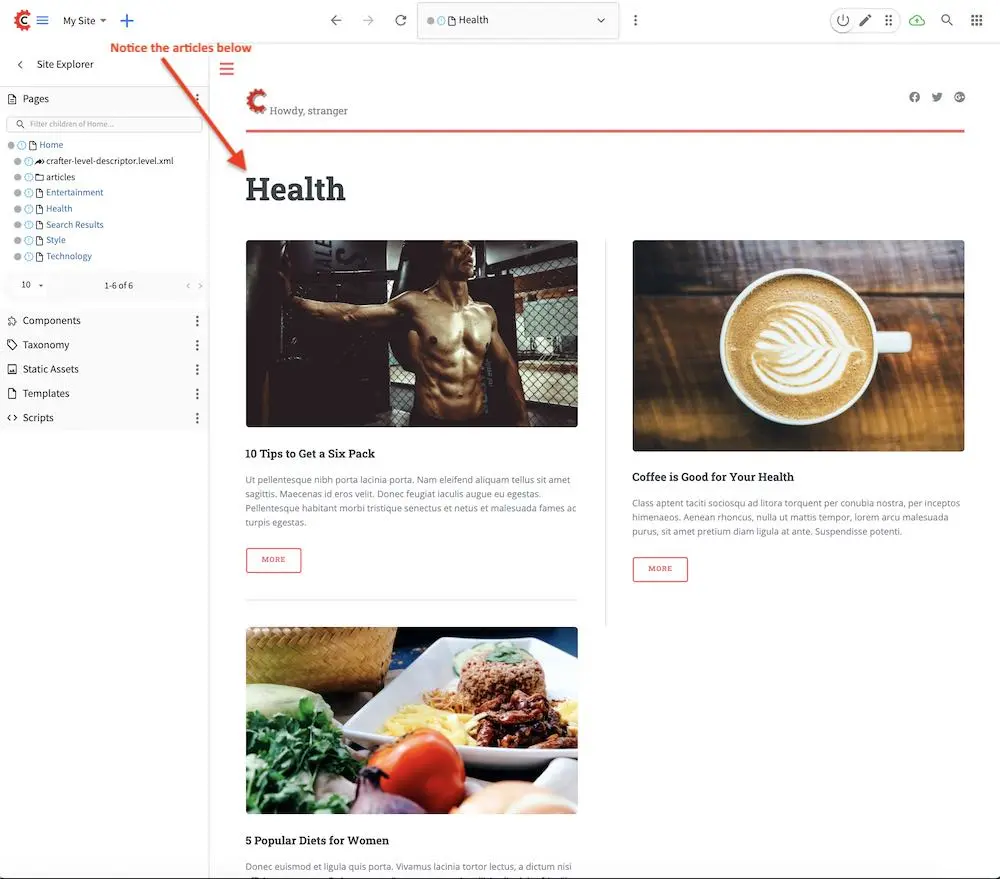 My Site
Health
Notice the articles below
Site Explorer
Pages
Filter children of Home...
Home
crafter-level-descriptor.level.xml
articles
Entertainment
Health
Search Results
Style
Technology
10
1-6 of 6
Components
Taxonomy
Static Assets
Templates
Scripts
Howdy, stranger
Health
10 Tips to Get a Six Pack
Ut pellentesque nibh porta lacinia porta. Nam eleifend aliquam tellus sit amet
sagittis. Maecenas id eros velit. Donec feugiat iaculis augue eu egestas.
Pellentesque habitant morbi tristique senectus et netus et malesuada fames ac
turpis egestas.
MORE
Coffee is Good for Your Health
Class aptent taciti sociosqu ad litora torquent per conubia nostra, per inceptos
himenaeos. Aenean rhoncus, nulla ut mattis tempor, lorem arcu malesuada
purus, sit amet pretium diam ligula at ante. Suspendisse potenti.
MORE
5 Popular Diets for Women
Donec euismod et ligula quis porta. Vivamus lacinia tortor lectus, a dictum nisi